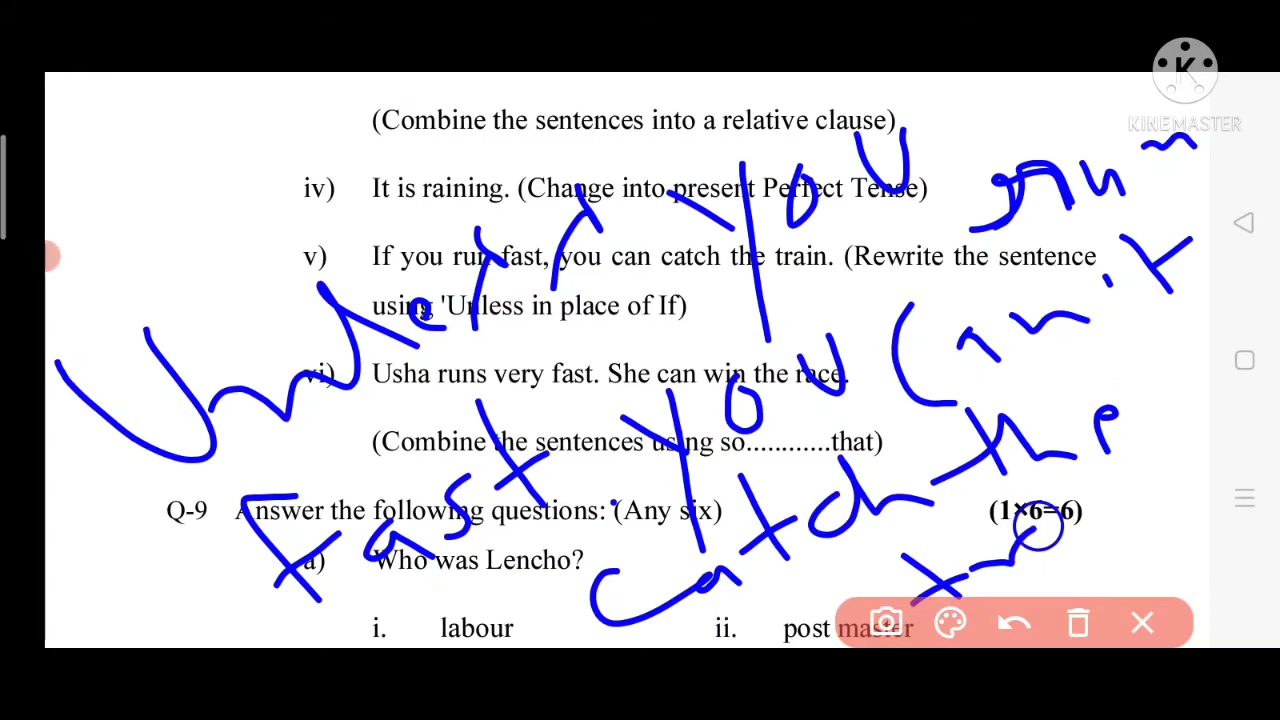 KINEMASTER
(Combine the sentences into a relative clause)
iv) It is raining. (Change into present Perfect Tense)
v) If you run fast, you can catch the train. (Rewrite the sentence
using 'Unless in place of If)
vi) Usha runs very fast. She can win the race.
(Combine the sentences using so............that)
Q-9 Answer the following questions: (Any six) (1×6=6)
a) Who was Lencho?
i. labour ii. post master
Unless you run
Fast you can't
catch the